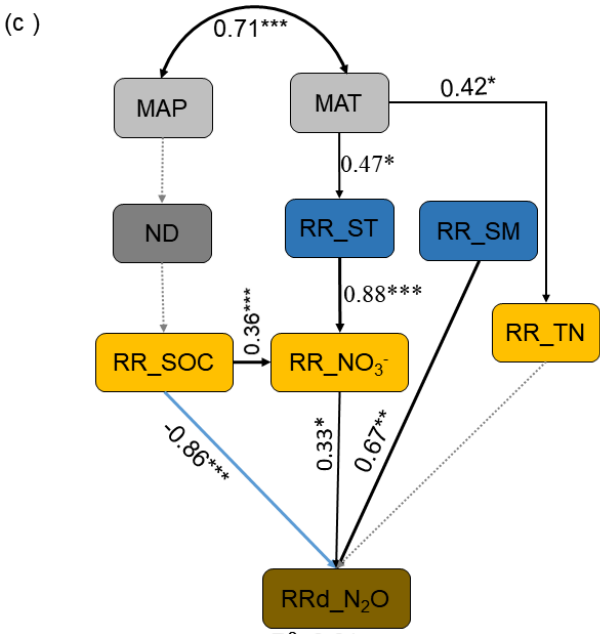 (c )
0.71***
MAP
MAT
0.42*
0.47*
ND
RR_ST
RR_SM
0.36***
0.88***
RR_SOC
RR_NO₃⁻
RR_TN
-0.86***
0.33*
0.67**
RRd_N₂O